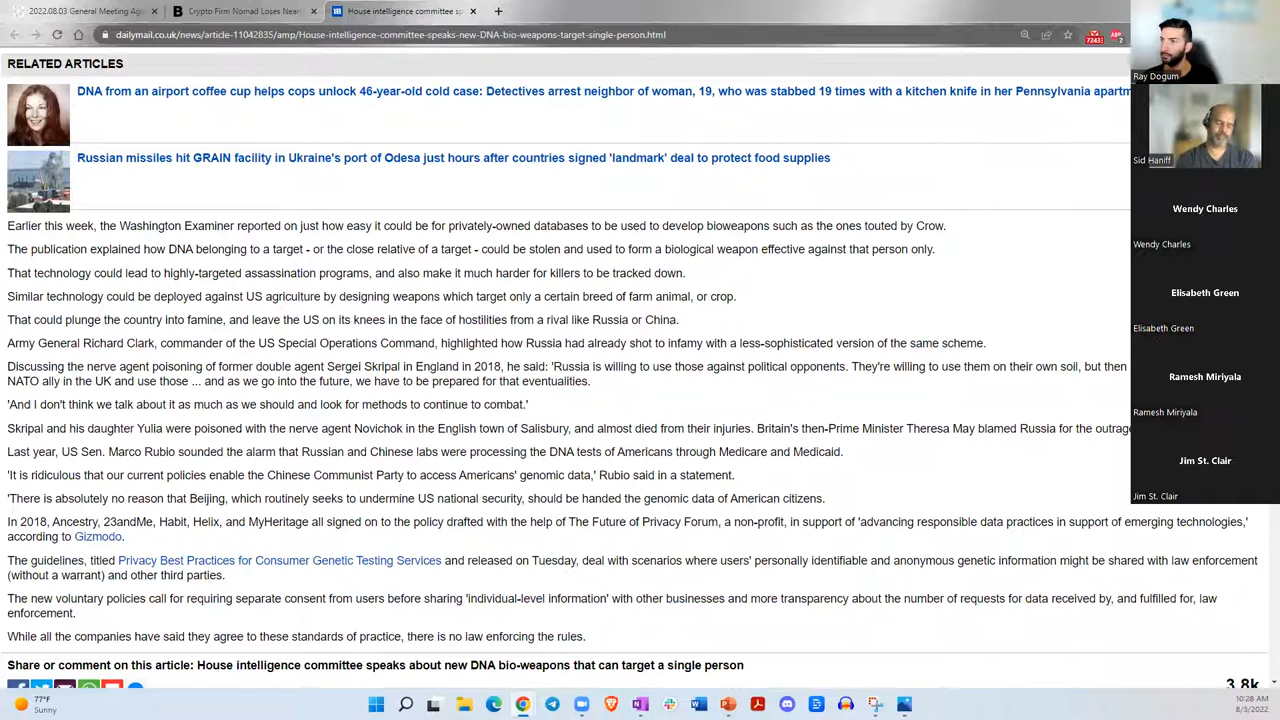 2022.08.03 General Meeting Age
Crypto Firm Nomad Loses Near
House intelligence committee sp
dailymail.co.uk/news/article-11042835/amp/House-intelligence-committee-speaks-new-DNA-bio-weapons-target-single-person.html
RELATED ARTICLES
DNA from an airport coffee cup helps cops unlock 46-year-old cold case: Detectives arrest neighbor of woman, 19, who was stabbed 19 times with a kitchen knife in her Pennsylvania apartm
Russian missiles hit GRAIN facility in Ukraine's port of Odesa just hours after countries signed 'landmark' deal to protect food supplies
Earlier this week, the Washington Examiner reported on just how easy it could be for privately-owned databases to be used to develop bioweapons such as the ones touted by Crow.
The publication explained how DNA belonging to a target - or the close relative of a target - could be stolen and used to form a biological weapon effective against that person only.
That technology could lead to highly-targeted assassination programs, and also make it much harder for killers to be tracked down.
Similar technology could be deployed against US agriculture by designing weapons which target only a certain breed of farm animal, or crop.
That could plunge the country into famine, and leave the US on its knees in the face of hostilities from a rival like Russia or China.
Army General Richard Clark, commander of the US Special Operations Command, highlighted how Russia had already shot to infamy with a less-sophisticated version of the same scheme.
Discussing the nerve agent poisoning of former double agent Sergei Skripal in England in 2018, he said: 'Russia is willing to use those against political opponents. They're willing to use them on their own soil, but then
NATO ally in the UK and use those ... and as we go into the future, we have to be prepared for that eventualities.
'And I don't think we talk about it as much as we should and look for methods to continue to combat.'
Skripal and his daughter Yulia were poisoned with the nerve agent Novichok in the English town of Salisbury, and almost died from their injuries. Britain's then-Prime Minister Theresa May blamed Russia for the outrag
Last year, US Sen. Marco Rubio sounded the alarm that Russian and Chinese labs were processing the DNA tests of Americans through Medicare and Medicaid.
'It is ridiculous that our current policies enable the Chinese Communist Party to access Americans' genomic data,' Rubio said in a statement.
'There is absolutely no reason that Beijing, which routinely seeks to undermine US national security, should be handed the genomic data of American citizens.
In 2018, Ancestry, 23andMe, Habit, Helix, and MyHeritage all signed on to the policy drafted with the help of The Future of Privacy Forum, a non-profit, in support of 'advancing responsible data practices in support of emerging technologies,'
according to Gizmodo.
The guidelines, titled Privacy Best Practices for Consumer Genetic Testing Services and released on Tuesday, deal with scenarios where users' personally identifiable and anonymous genetic information might be shared with law enforcement
(without a warrant) and other third parties.
The new voluntary policies call for requiring separate consent from users before sharing 'individual-level information' with other businesses and more transparency about the number of requests for data received by, and fulfilled for, law
enforcement.
While all the companies have said they agree to these standards of practice, there is no law enforcing the rules.
Share or comment on this article: House intelligence committee speaks about new DNA bio-weapons that can target a single person
3.8k
Ray Dogum
Sid Haniff
Wendy Charles
Wendy Charles
Elisabeth Green
Elisabeth Green
Ramesh Miriyala
Ramesh Miriyala
Jim St. Clair
Jim St. Clair
77°F
Sunny
10:28 AM
8/3/2022